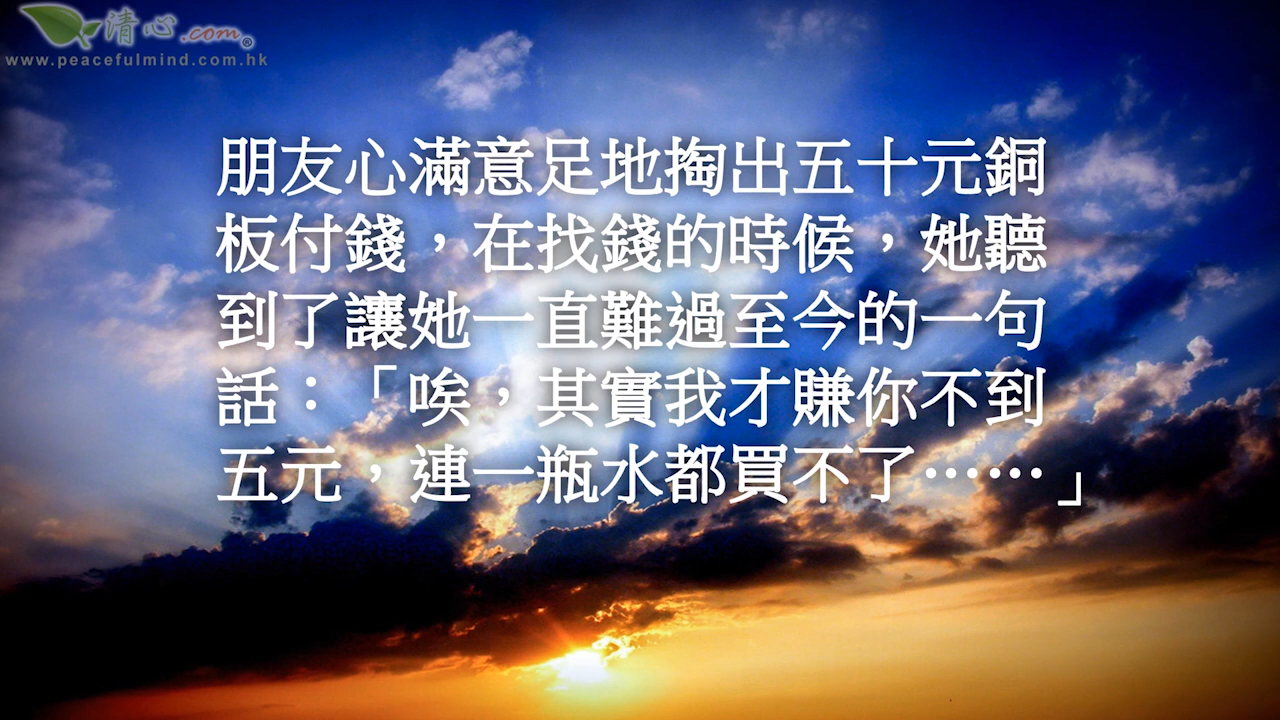 清心.com®
www.peacefulmind.com.hk
朋友心滿意足地掏出五十元銅
板付錢，在找錢的時候，她聽
到了讓她一直難過至今的一句
話：「唉，其實我才賺你不到
五元，連一瓶水都買不了……」